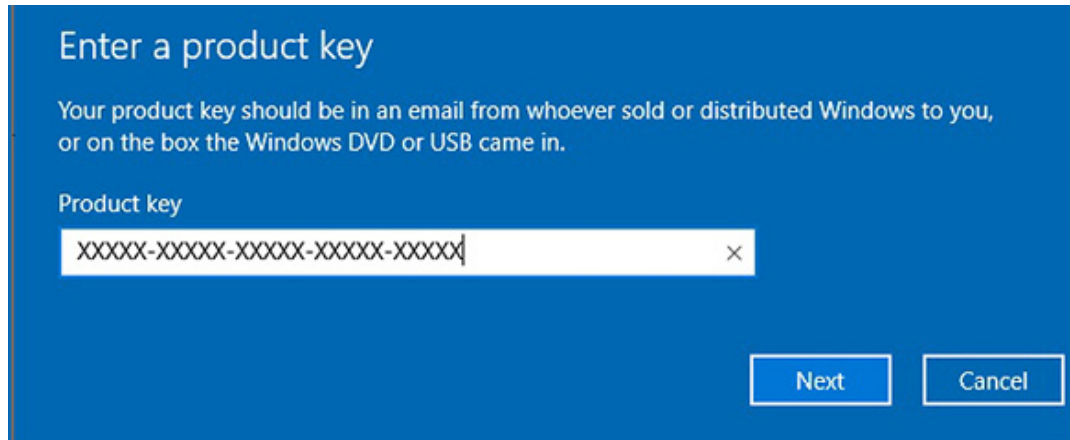 Enter a product key
Your product key should be in an email from whoever sold or distributed Windows to you,
or on the box the Windows DVD or USB came in.
Product key
XXXXX-XXXXX-XXXXX-XXXXX-XXXXX
Next
Cancel